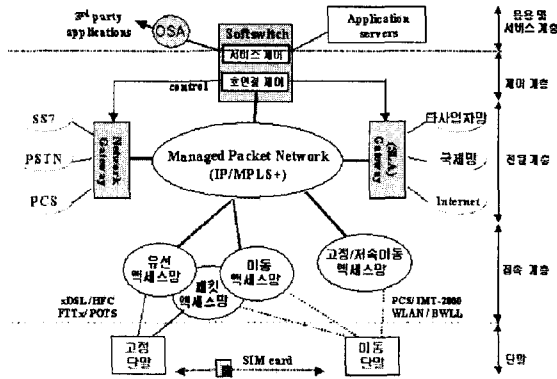 3rd party
applications
OSA
Softswitch
서비스 제어
호연결 제어
control
Application
servers
응용 및
서비스 계층
제어 계층
SS7
PSTN
PCS
Network
Gateway
Managed Packet Network
(IP/MPLS+)
(SLA)
Gateway
타사업자망
국제망
Internet
전달 계층
유선
액세스망
패킷
액세스망
이동
액세스망
고정/저속이동
액세스망
접속 계층
xDSL/HFC
FTTx/POTS
PCS/IMT-2000
WLAN/BWLL
고정
단말
SIM card
이동
단말
단말